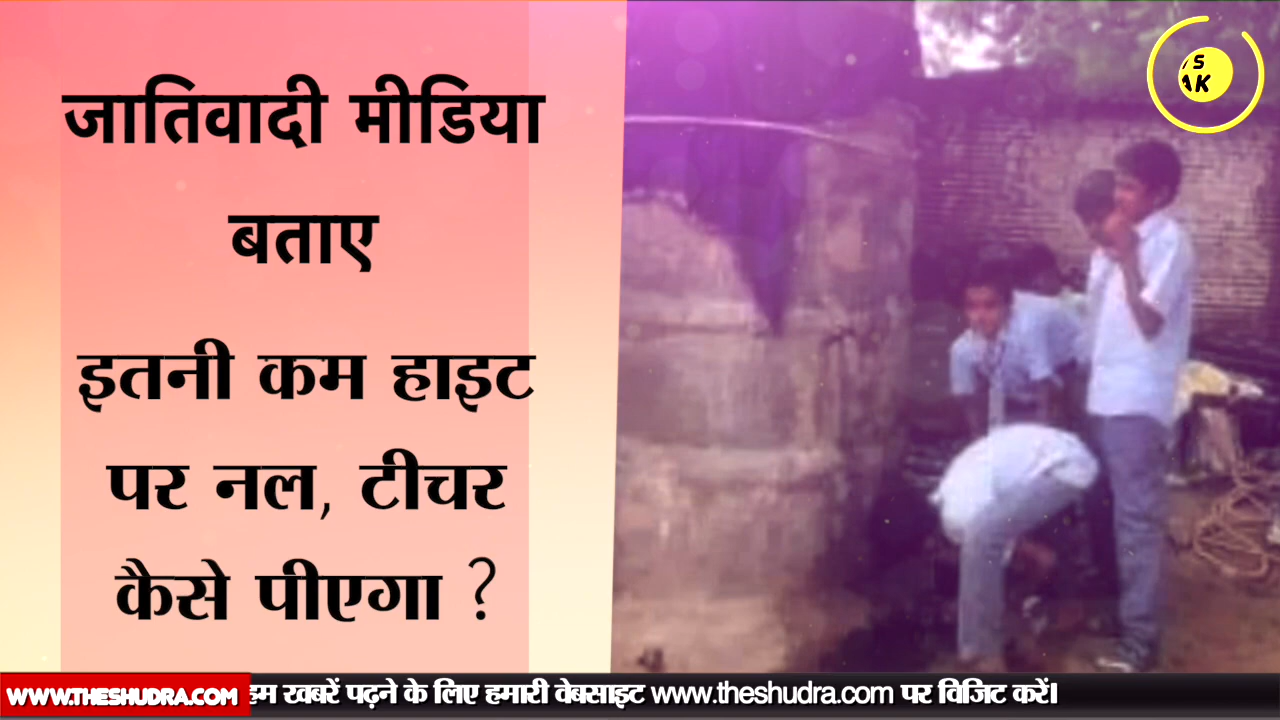 जातिवादी मीडिया
बताए
इतनी कम हाइट
पर नल, टीचर
कैसे पीएगा ?
WWW.THESHUDRA.COM
हम खबरें पढ़ने के लिए हमारी वेबसाइट www.theshudra.com पर विजिट करें।